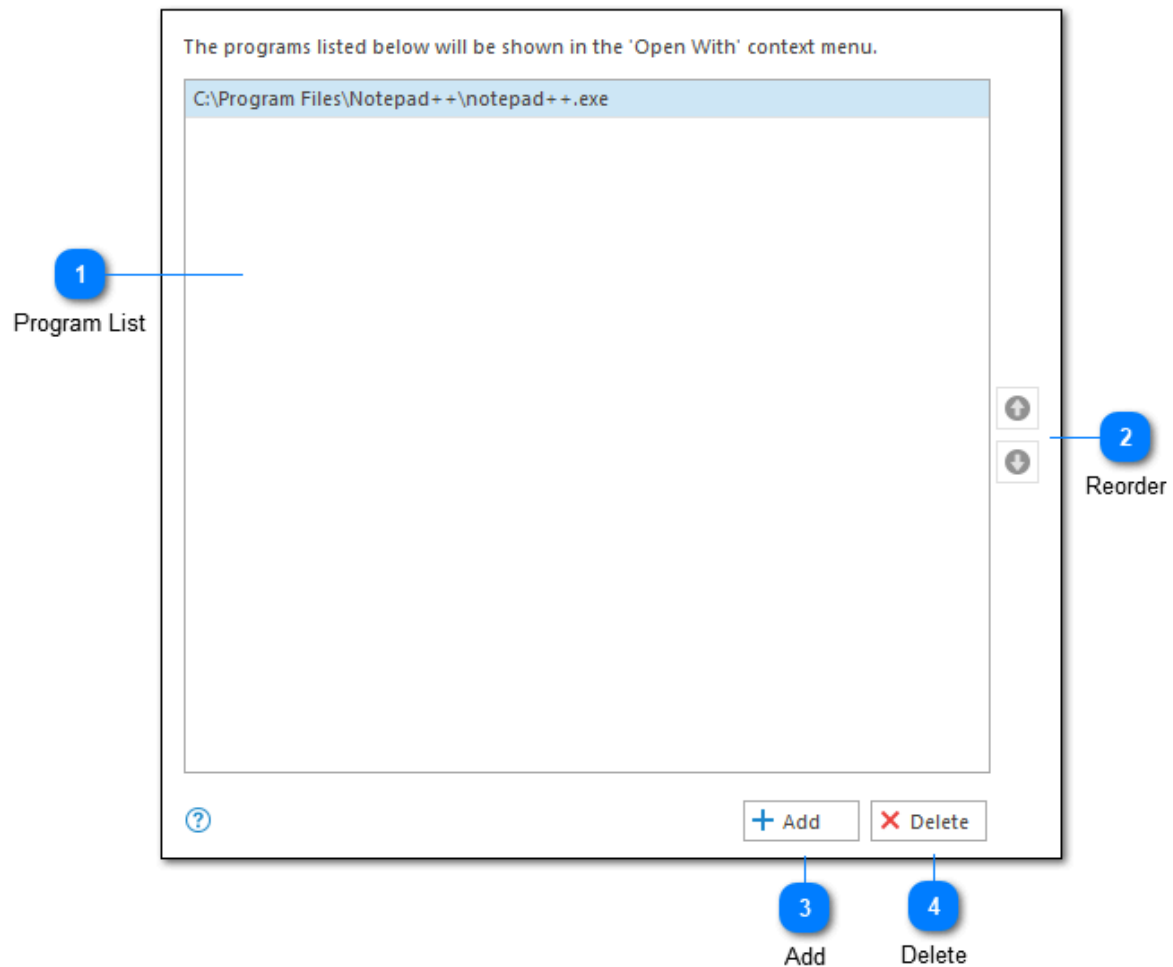 The programs listed below will be shown in the 'Open With' context menu.
C:\Program Files\Notepad++\notepad++.exe
1
Program List
2
Reorder
? 
Add
Delete
3
Add
4
Delete